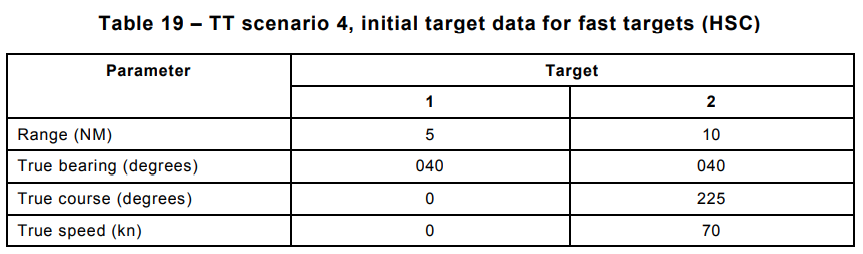 Table 19 – TT scenario 4, initial target data for fast targets (HSC)
Parameter Target
1 2
Range (NM) 5 10
True bearing (degrees) 040 040
True course (degrees) 0 225
True speed (kn) 0 70